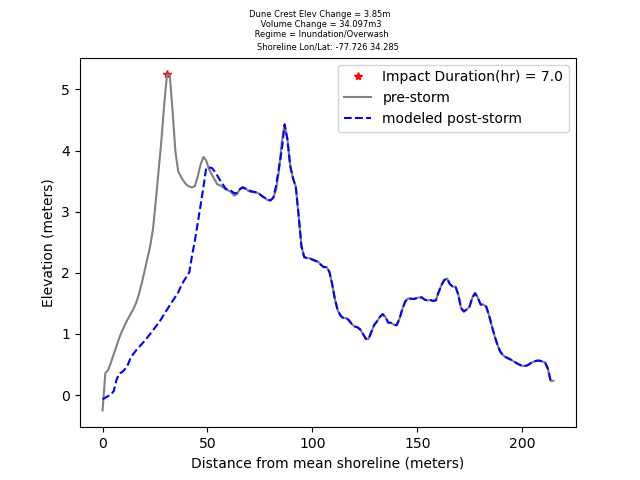 Dune Crest Elev Change = 3.85m
Volume Change = 34.097m3
Regime = Inundation/Overwash
Shoreline Lon/Lat: -77.726 34.285
Impact Duration(hr) = 7.0
pre-storm
modeled post-storm
Elevation (meters)
5
4
3
2
1
0
0 50 100 150 200
Distance from mean shoreline (meters)